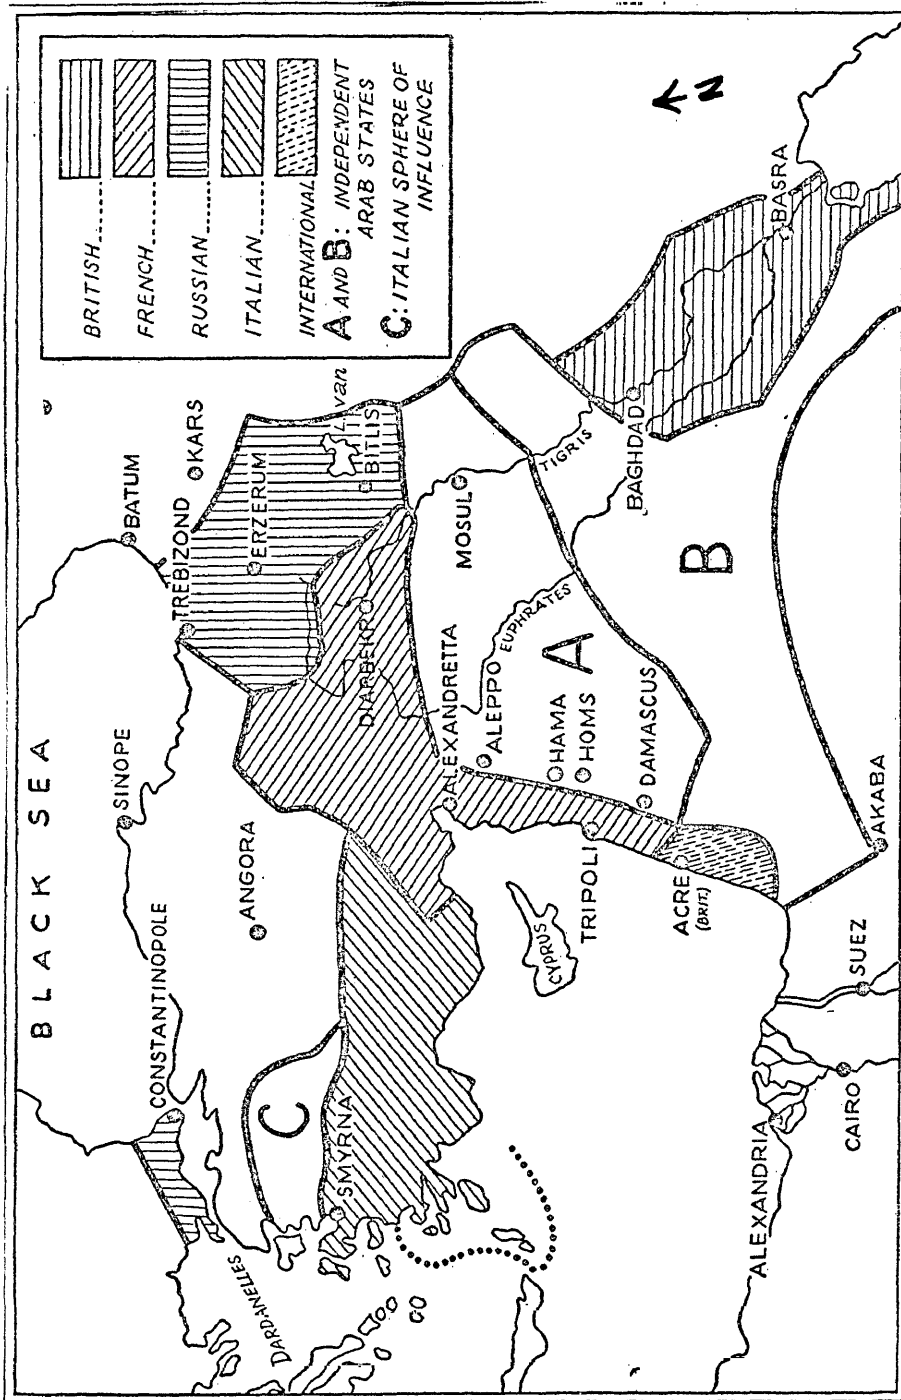 BLACK SEA
BATUM
TREBIZOND
KARS
SINOPE
CONSTANTINOPLE
ERZERUM
L. van
BITLIS
ANGORA
DIARBEKR
DARDANELLES
C
SMYRNA
ALEXANDRETTA
MOSUL
ALEPPO
EUPHRATES
TIGRIS
A
HAMA
HOMS
CYPRUS
TRIPOLI
DAMASCUS
BAGHDAD
B
BASRA
ACRE
(BRIT.)
AKABA
SUEZ
CAIRO
ALEXANDRIA
N
BRITISH
FRENCH
RUSSIAN
ITALIAN
INTERNATIONAL
A AND B: INDEPENDENT
ARAB STATES
C: ITALIAN SPHERE OF
INFLUENCE